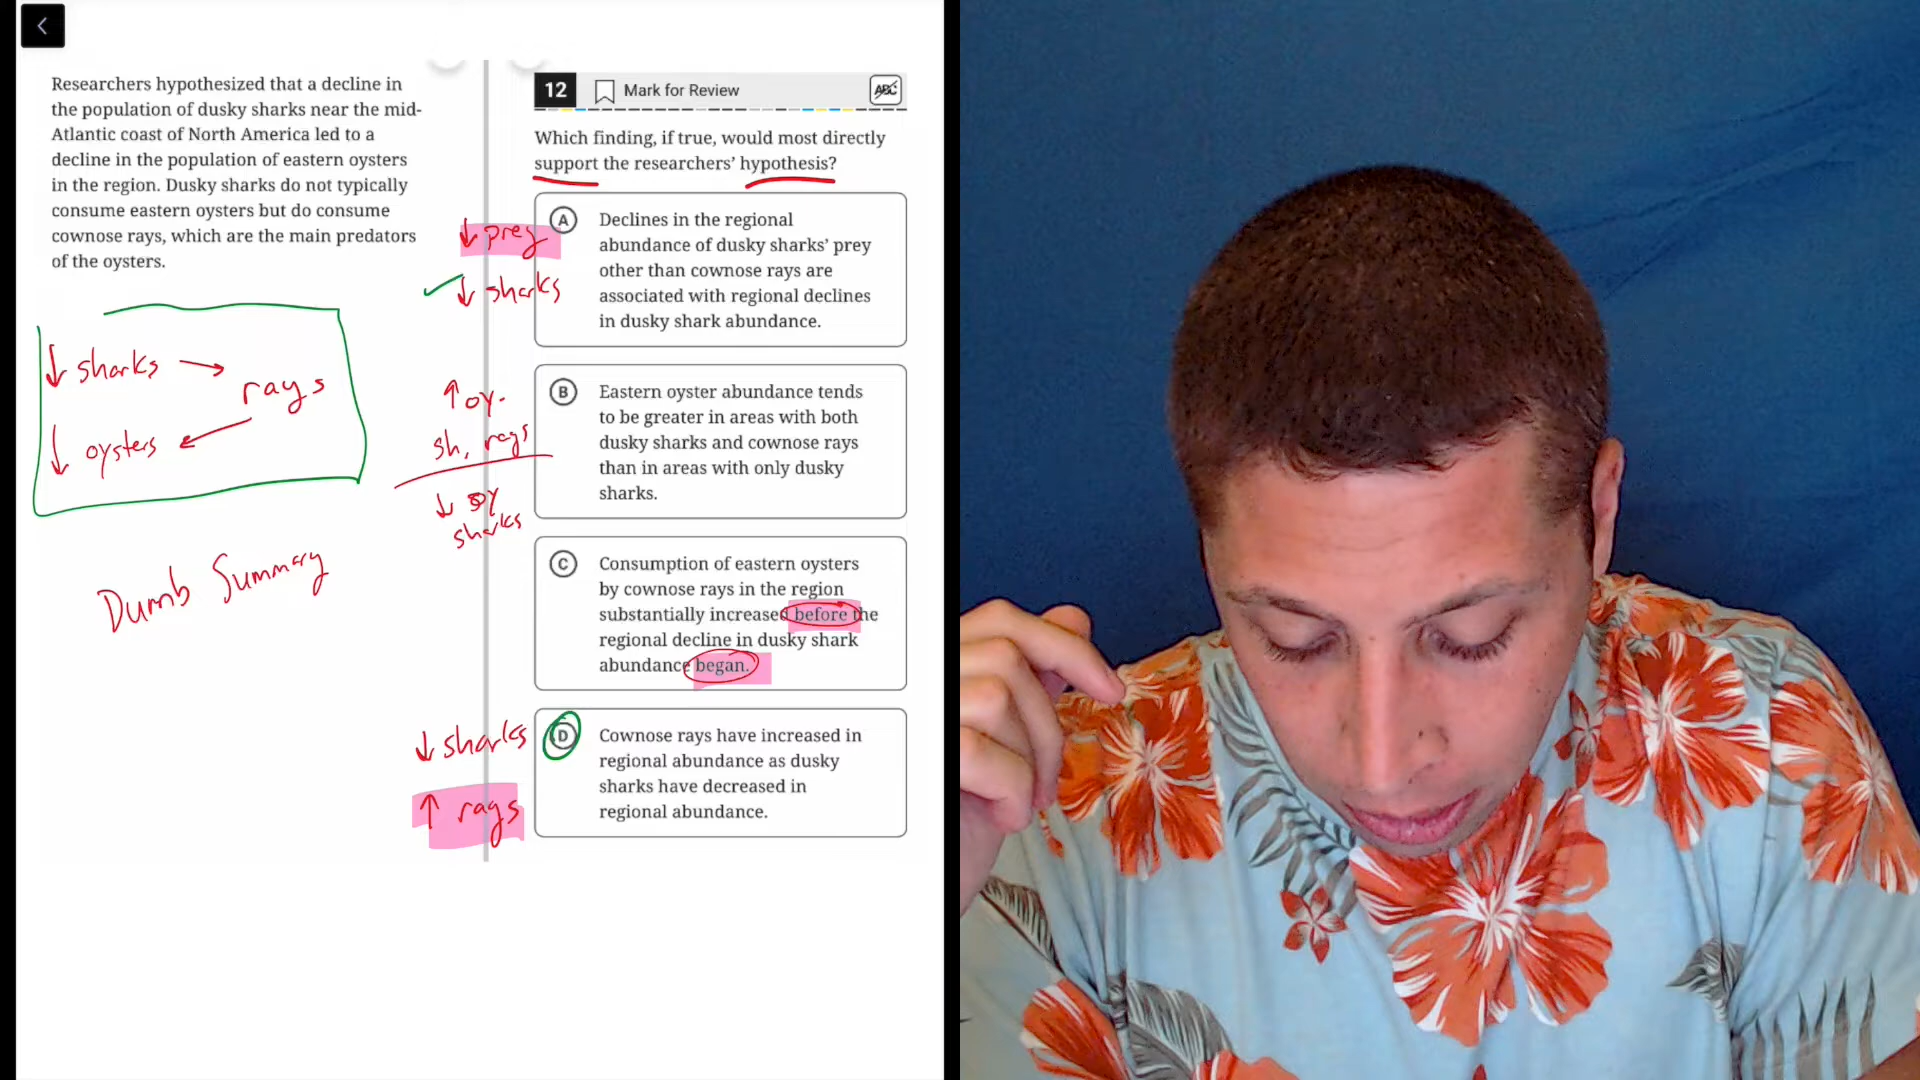 Researchers hypothesized that a decline in
the population of dusky sharks near the mid-
Atlantic coast of North America led to a
decline in the population of eastern oysters
in the region. Dusky sharks do not typically
consume eastern oysters but do consume
cownose rays, which are the main predators
of the oysters.
↓ sharks →
rays
↓ oysters ←
Dumb Summary
12
Mark for Review
ABC
Which finding, if true, would most directly
support the researchers’ hypothesis?
↓ prey
✓ ↓ sharks
A
Declines in the regional
abundance of dusky sharks’ prey
other than cownose rays are
associated with regional declines
in dusky shark abundance.
↑ oy.
sh, rays
↓ oy
sharks
B
Eastern oyster abundance tends
to be greater in areas with both
dusky sharks and cownose rays
than in areas with only dusky
sharks.
C
Consumption of eastern oysters
by cownose rays in the region
substantially increased before the
regional decline in dusky shark
abundance began.
↓ sharks
↑ rays
D
Cownose rays have increased in
regional abundance as dusky
sharks have decreased in
regional abundance.